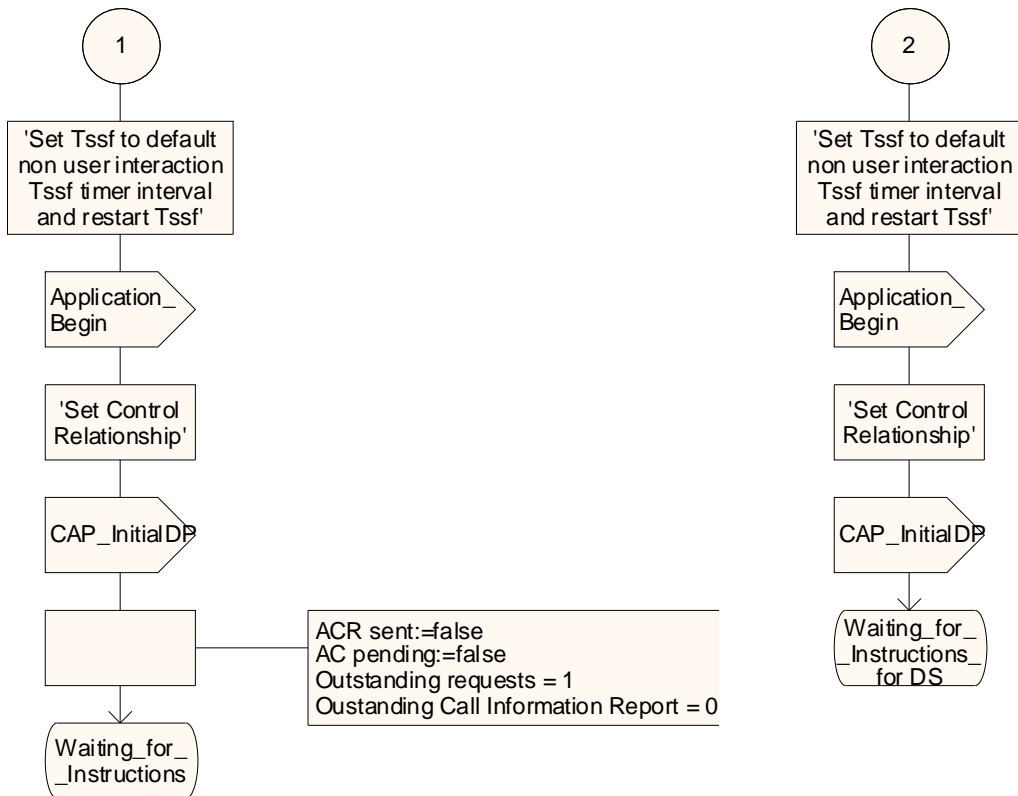 1
'Set Tssf to default
non user interaction
Tssf timer interval
and restart Tssf'
Application_
Begin
'Set Control
Relationship'
CAP_InitialDP
ACR sent:=false
AC pending:=false
Outstanding requests = 1
Oustanding Call Information Report = 0
Waiting_for_
_Instructions
2
'Set Tssf to default
non user interaction
Tssf timer interval
and restart Tssf'
Application_
Begin
'Set Control
Relationship'
CAP_InitialDP
Waiting_for_
_Instructions_
for DS